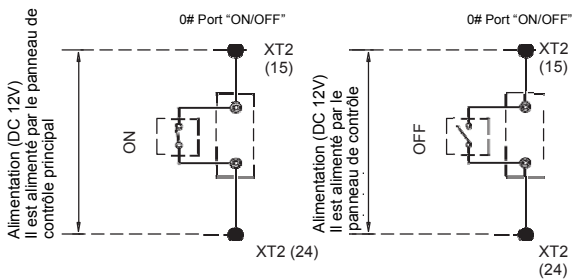 0# Port “ON/OFF”
XT2
(15)
Alimentation (DC 12V)
Il est alimenté par le panneau de
contrôle principal
ON
XT2 (24)
0# Port “ON/OFF”
XT2
(15)
Alimentation (DC 12V)
Il est alimenté par le
panneau de contrôle
OFF
XT2
(24)